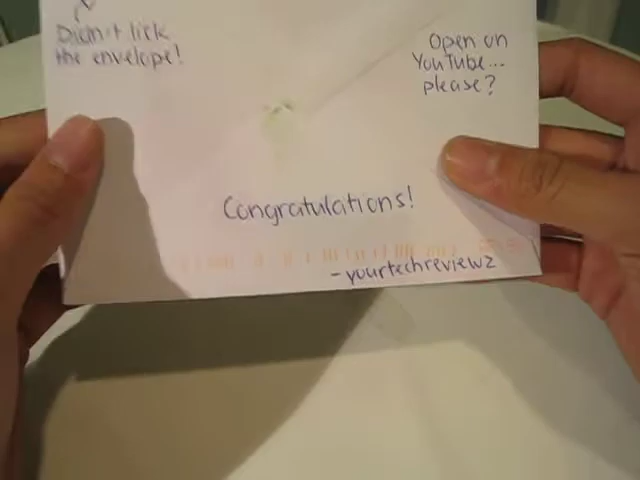 Didn't lick
the envelope!
Open on
YouTube...
please?
Congratulations!
-yourtechreviewz